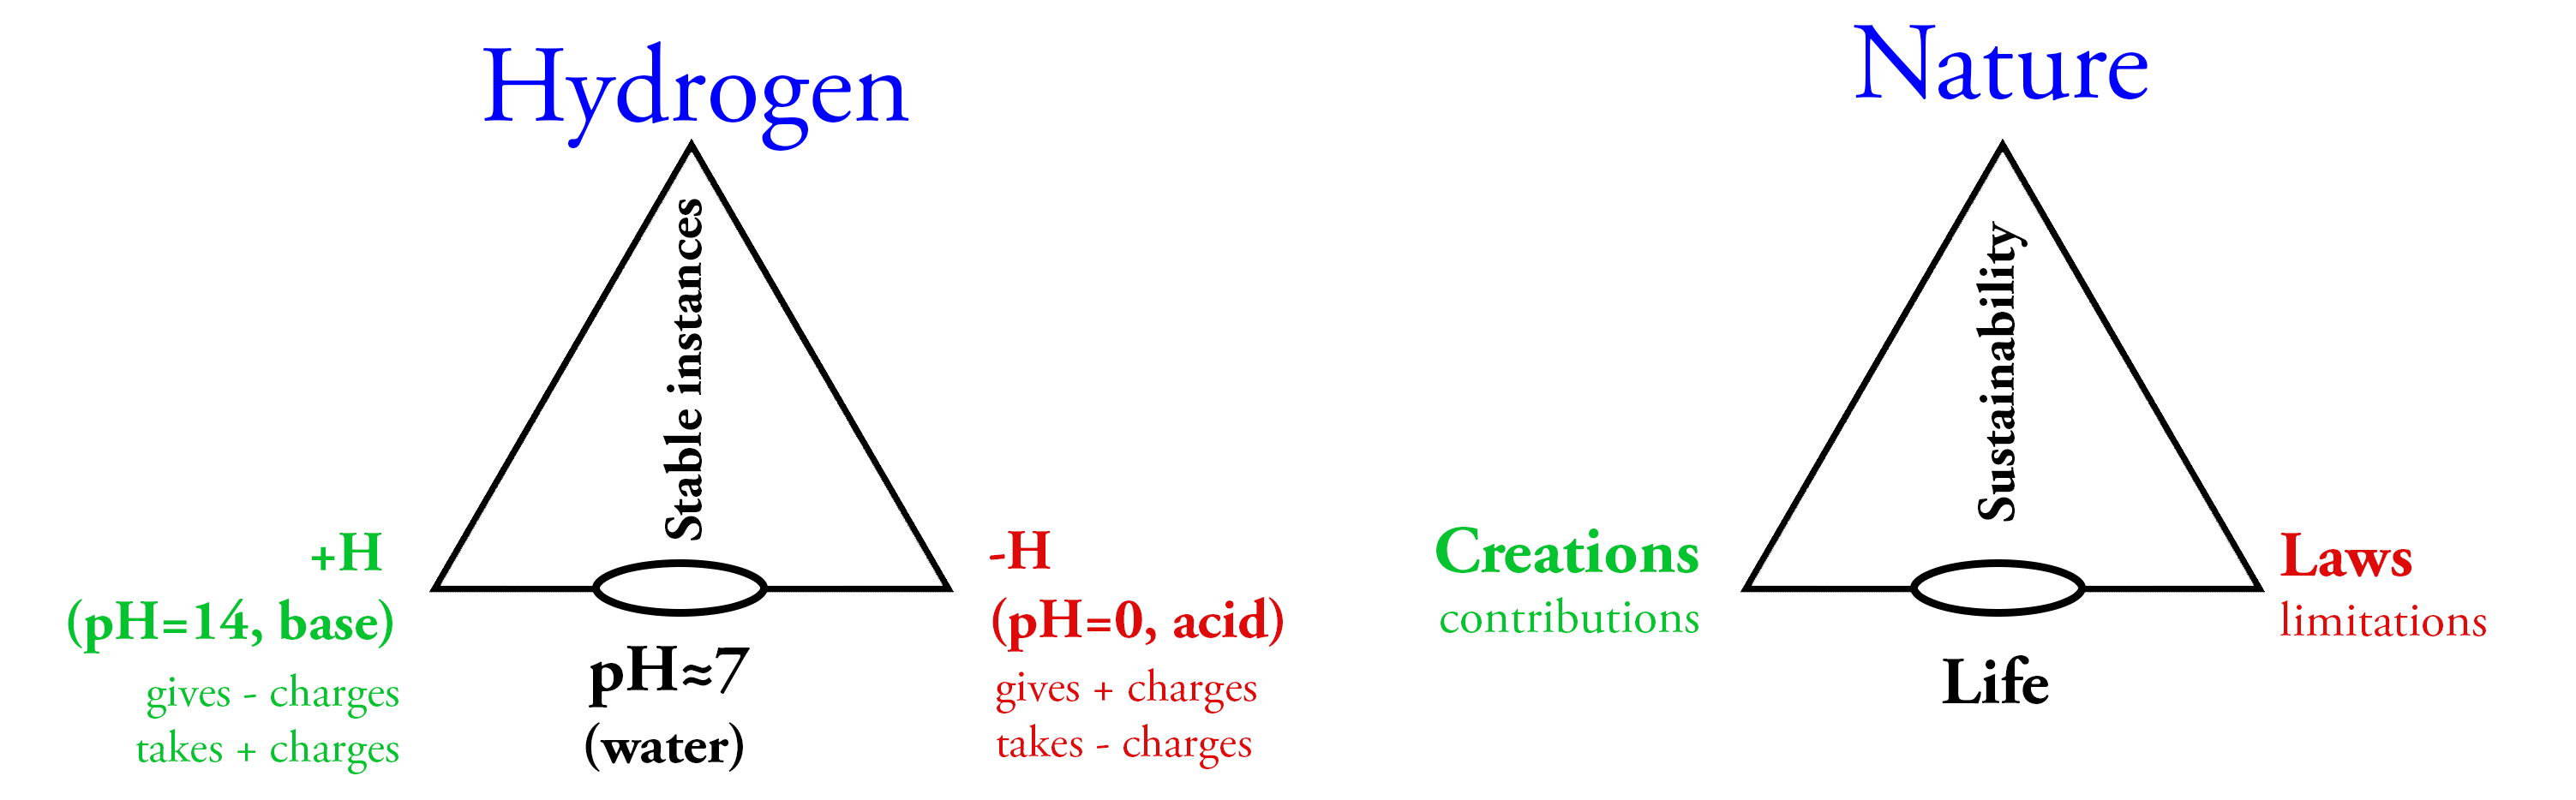 Hydrogen
Stable instances
+H
(pH=14, base)
gives - charges
takes + charges
pH≈7
(water)
-H
(pH=0, acid)
gives + charges
takes - charges
Nature
Sustainability
Creations
contributions
Life
Laws
limitations